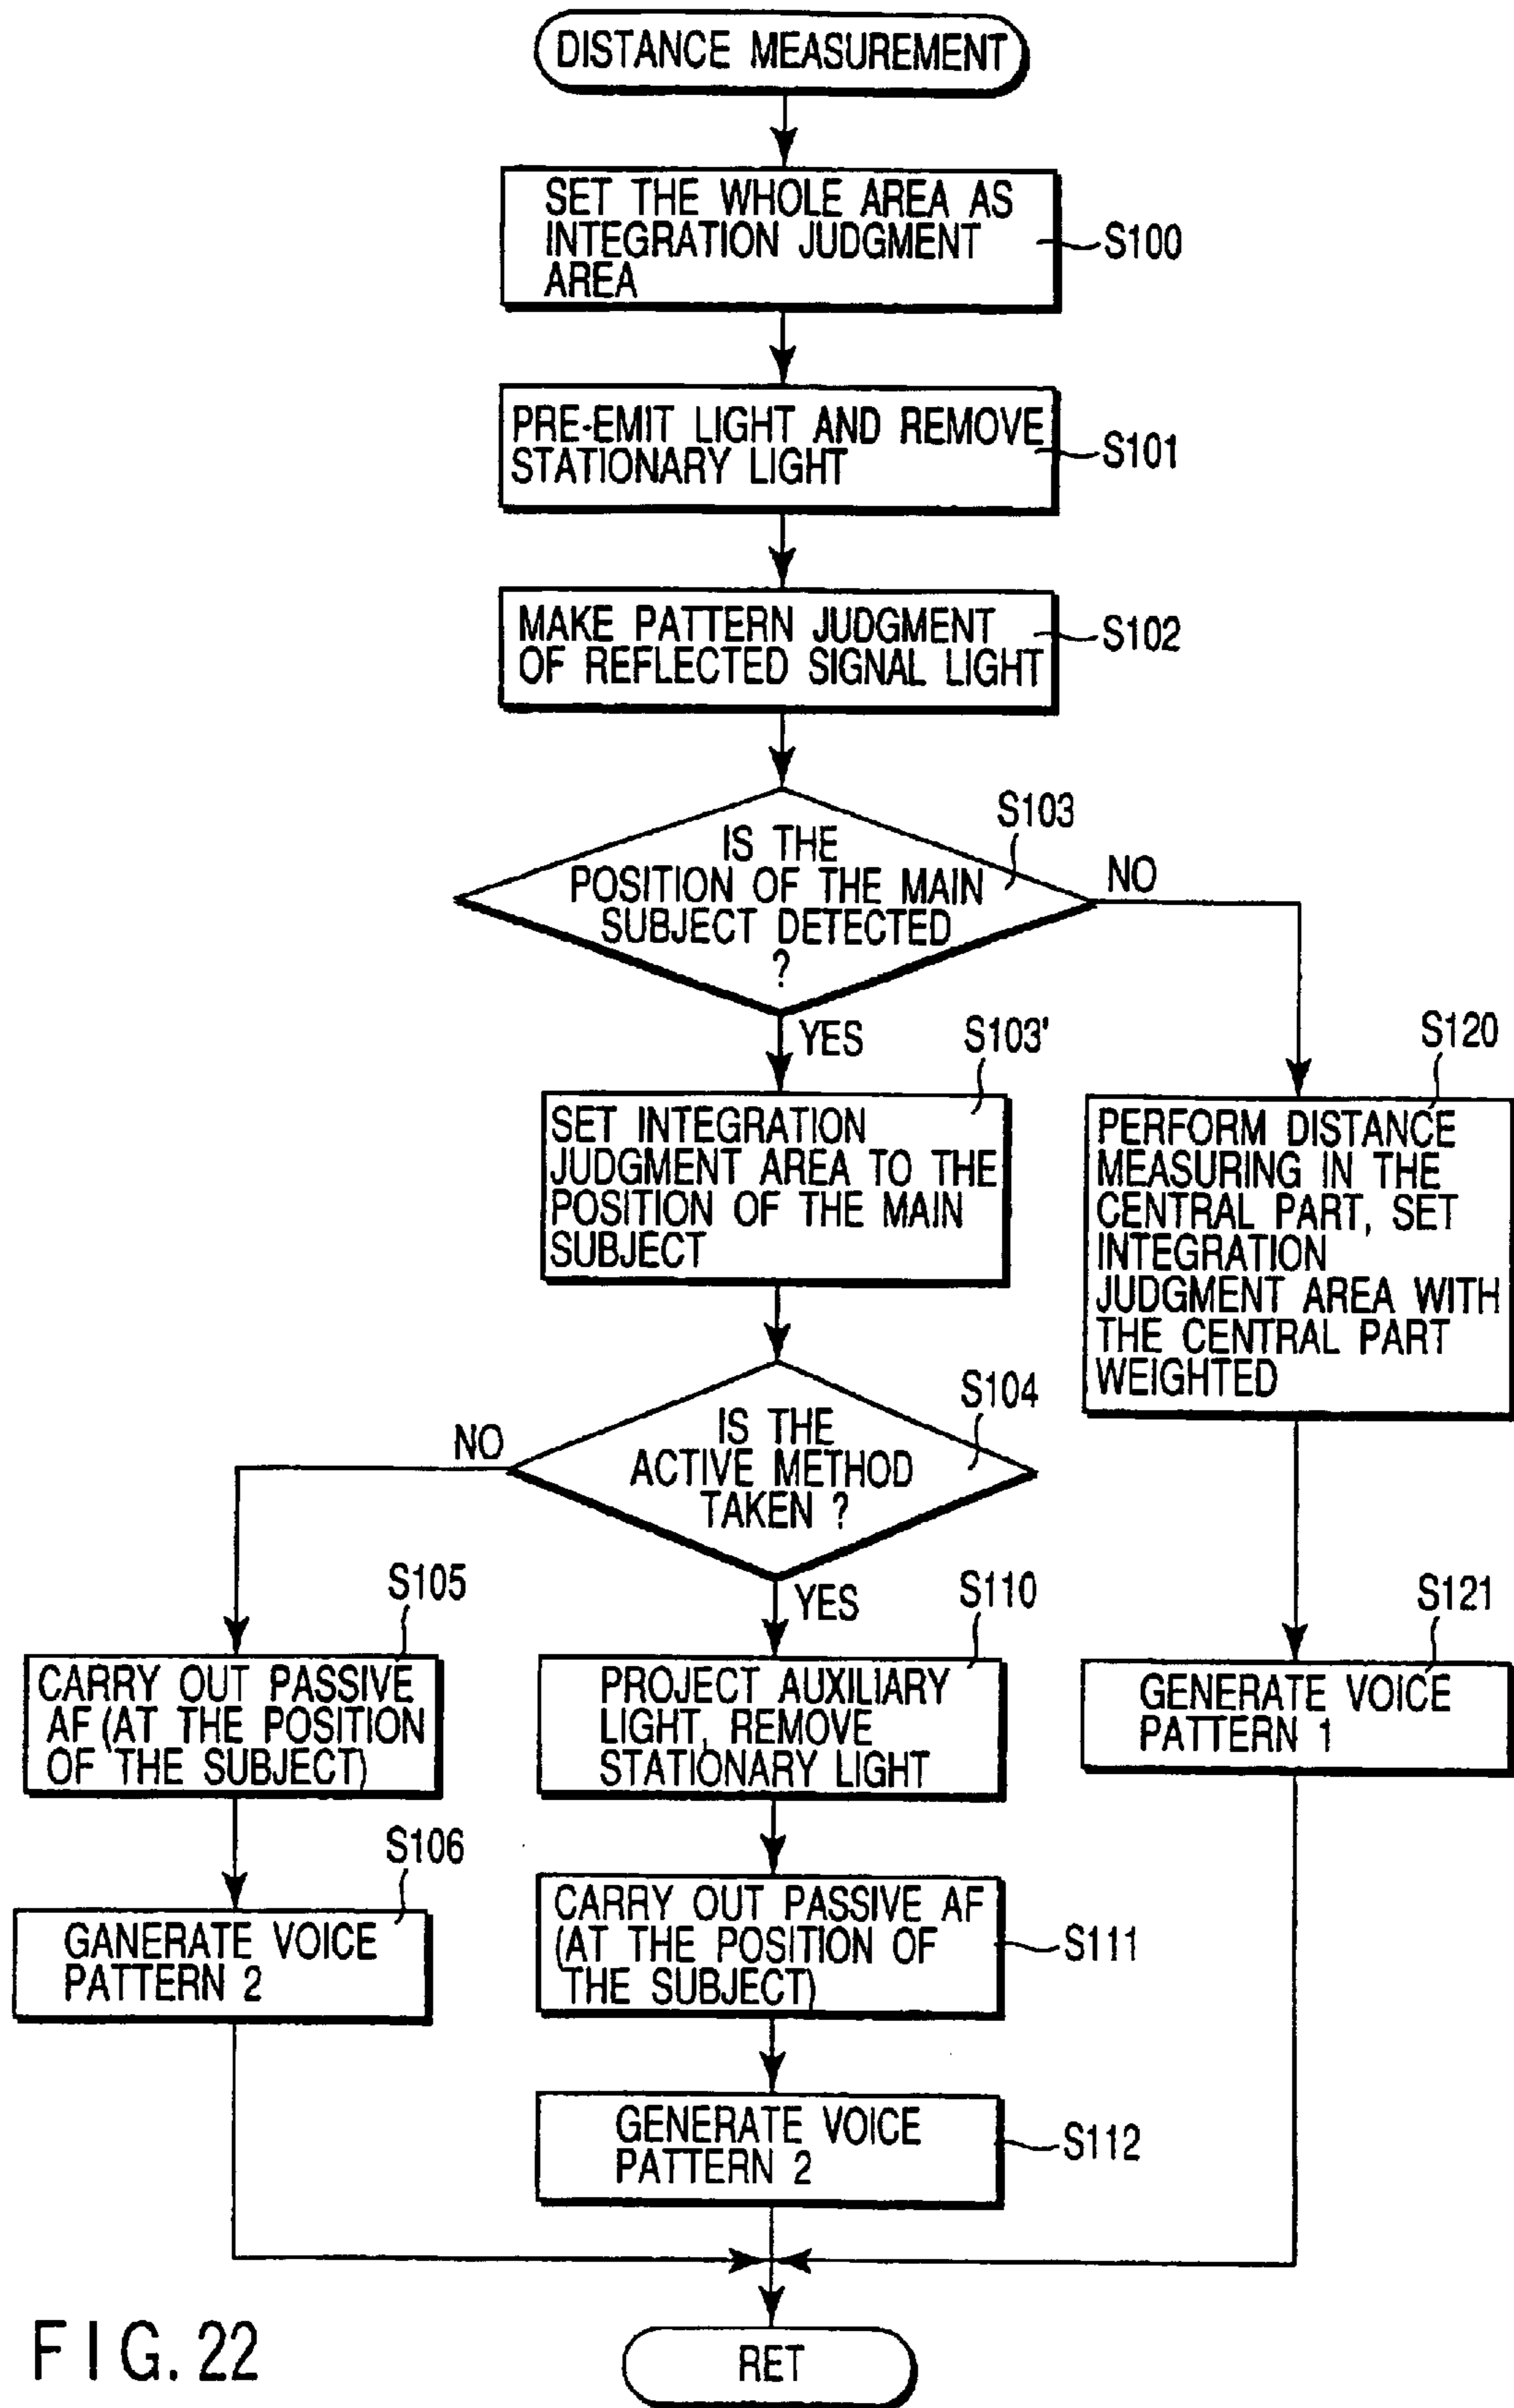 DISTANCE MEASUREMENT
SET THE WHOLE AREA AS
INTEGRATION JUDGMENT
AREA
S100
PRE-EMIT LIGHT AND REMOVE
STATIONARY LIGHT
S101
MAKE PATTERN JUDGMENT
OF REFLECTED SIGNAL LIGHT
S102
IS THE
POSITION OF THE MAIN
SUBJECT DETECTED
?
S103
NO
YES
S103'
SET INTEGRATION
JUDGMENT AREA TO THE
POSITION OF THE MAIN
SUBJECT
S120
PERFORM DISTANCE
MEASURING IN THE
CENTRAL PART, SET
INTEGRATION
JUDGMENT AREA WITH
THE CENTRAL PART
WEIGHTED
IS THE
ACTIVE METHOD
TAKEN ?
S104
NO
YES
S105
CARRY OUT PASSIVE
AF (AT THE POSITION
OF THE SUBJECT)
S110
PROJECT AUXILIARY
LIGHT, REMOVE
STATIONARY LIGHT
S121
GENERATE VOICE
PATTERN 1
S106
GANERATE VOICE
PATTERN 2
CARRY OUT PASSIVE AF
(AT THE POSITION OF
THE SUBJECT)
S111
GENERATE VOICE
PATTERN 2
S112
RET
FIG. 22